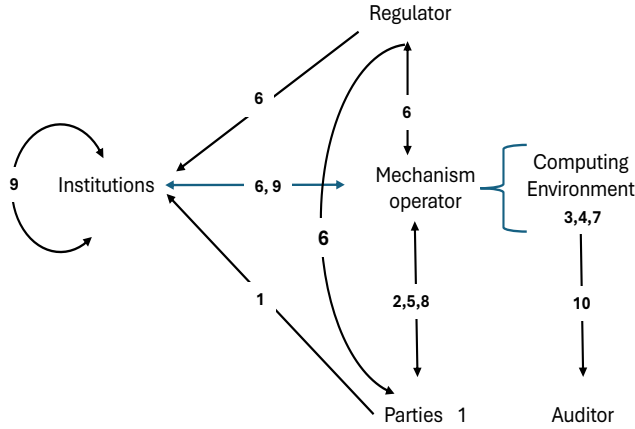 Regulator
6
6
Computing
Environment
3,4,7
Mechanism
operator
9
Institutions
6, 9
6
1
2,5,8
10
Parties 1
Auditor